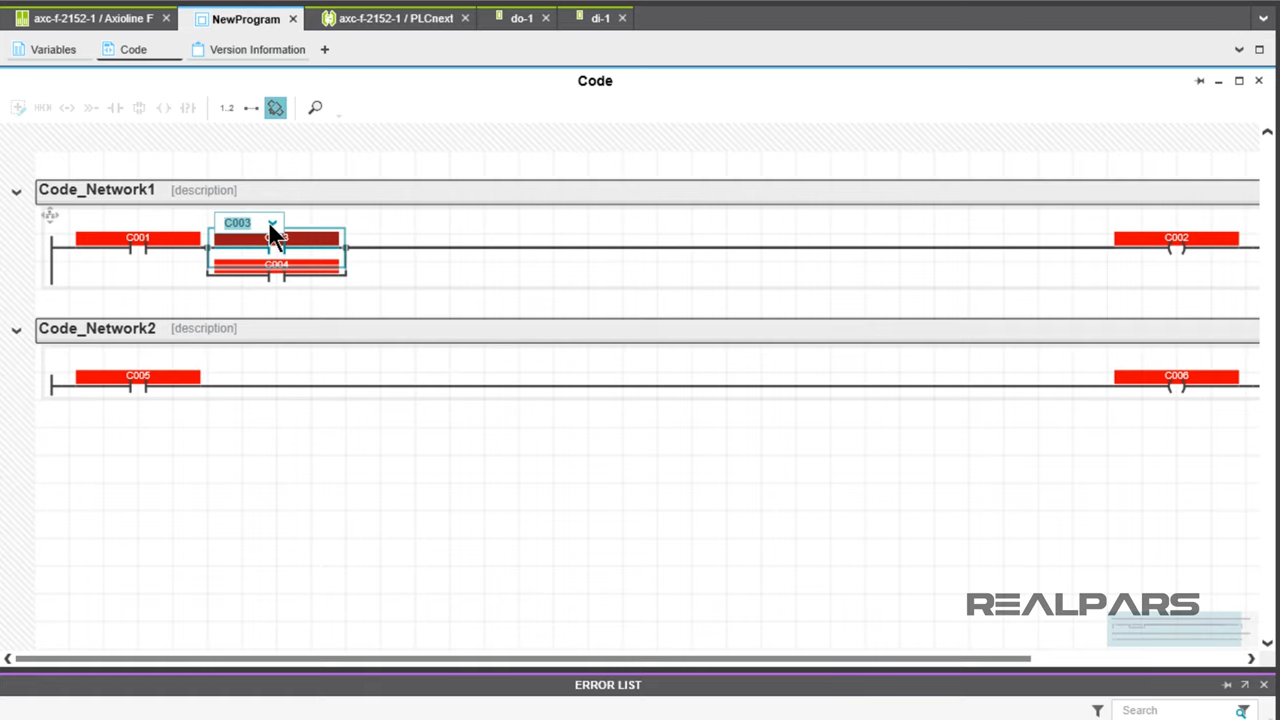 axc-f-2152-1 / Axioline F
NewProgram
axc-f-2152-1 / PLCnext
do-1
di-1
Variables
Code
Version Information
Code
1..2
Code_Network1 [description]
C003
C001
C002
C004
Code_Network2 [description]
C005
C006
REALPARS
ERROR LIST
Search